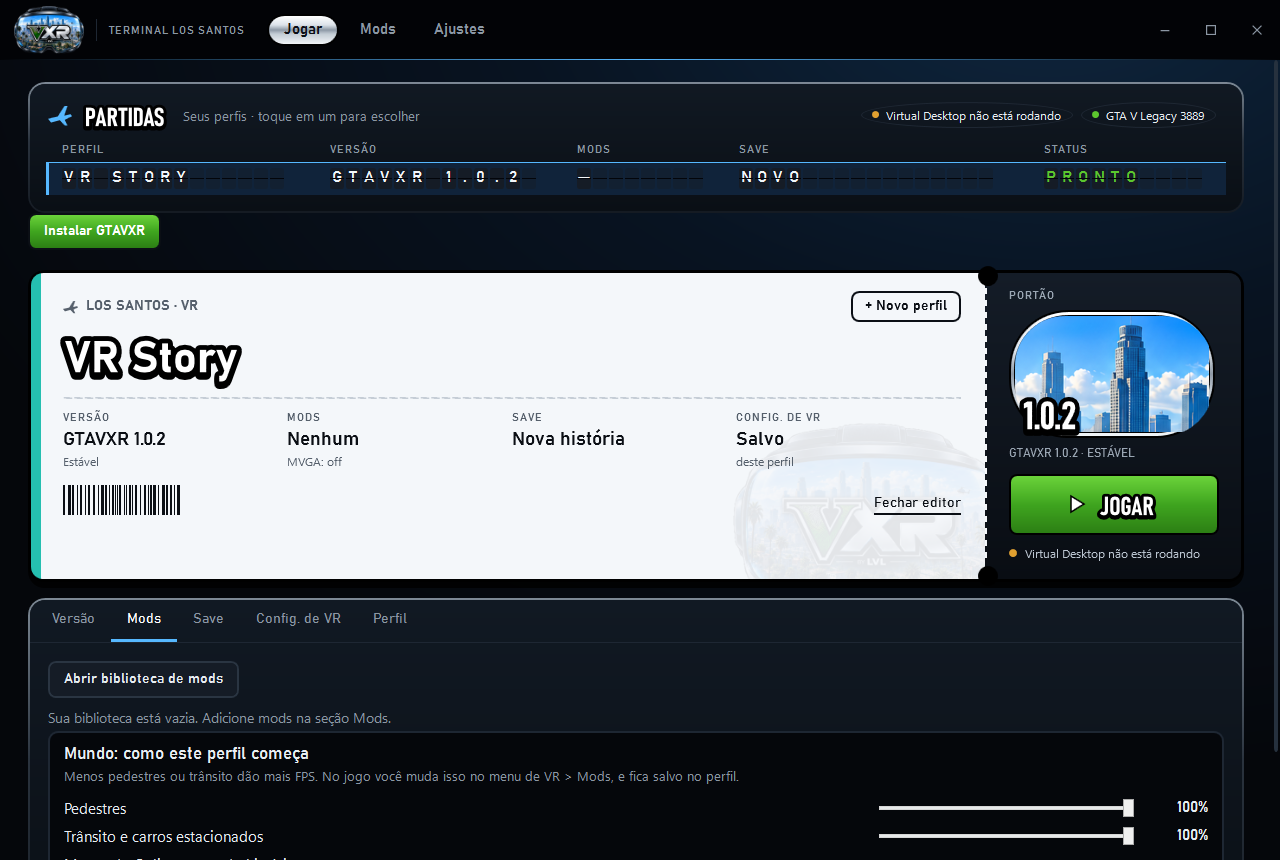 VXR
TERMINAL LOS SANTOS
Jogar
Mods
Ajustes
PARTIDAS
Seus perfis · toque em um para escolher
Virtual Desktop não está rodando
GTA V Legacy 3889
PERFIL
VERSÃO
MODS
SAVE
STATUS
VR STORY
GTAVXR 1.0.2
—
NOVO
PRONTO
Instalar GTAVXR
LOS SANTOS · VR
+ Novo perfil
VR Story
VERSÃO
MODS
SAVE
CONFIG. DE VR
GTAVXR 1.0.2
Nenhum
Nova história
Salvo
Estável
MVGA: off
deste perfil
Fechar editor
VXR
LVL
PORTÃO
1.0.2
GTAVXR 1.0.2 · ESTÁVEL
JOGAR
Virtual Desktop não está rodando
Versão
Mods
Save
Config. de VR
Perfil
Abrir biblioteca de mods
Sua biblioteca está vazia. Adicione mods na seção Mods.
Mundo: como este perfil começa
Menos pedestres ou trânsito dão mais FPS. No jogo você muda isso no menu de VR > Mods, e fica salvo no perfil.
Pedestres
100%
Trânsito e carros estacionados
100%